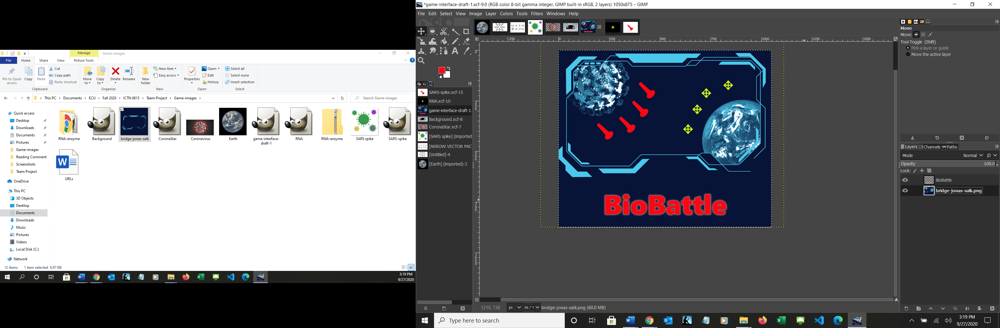 Manage
Game-images
File
Home
Share
View
Picture Tools
Pin to Quick access
Copy
Paste
Cut
Copy path
Paste shortcut
Clipboard
Move to
Copy to
Delete
Rename
Organize
New folder
New item
Easy access
New
Properties
Open
Edit
History
Open
Select all
Select none
Invert selection
Select
This PC > Documents > ECU > Fall 2020 > ICTN 6815 > Team Project > Game-images >
Search Game-images
Quick access
Desktop
Downloads
Documents
Pictures
Game-images
Reading Comment
Screenshots
Team Project
OneDrive
This PC
3D Objects
Desktop
Documents
Downloads
Music
Pictures
Videos
Local Disk (C:)
Network
RNA-enzyme
Background
bridge-jonas-salk
CoronaStar
Coronavirus
Earth
game-interface-draft-1
RNA
RNA-enzyme
SARS spike
SARS-spike
URLs
12 items
1 item selected 6.97 KB
3:19 PM
9/27/2020
*game-interface-draft-1.xcf-9.0 (RGB color 8-bit gamma integer, GIMP built-in sRGB, 2 layers) 1050x875 – GIMP
File Edit Select View Image Layer Colors Tools Filters Windows Help
SARS-spike.xcf-15
RNA.xcf-10
game-interface-draft-1.
Background.xcf-8
CoronaStar.xcf-7
[SARS spike] (imported
[ARROW VECTOR PAC
[Untitled]-4
[Earth] (imported)-3
-250 0 250 500 750 1000 1250 1500
0
250
500
750
1000
BioBattle
1210, 738
px
66.7 %
bridge-jonas-salk.png (60.0 MB)
Move
Move:
Tool Toggle (Shift)
Pick a layer or guide
Move the active layer
Layers
Channels
Paths
Mode
Normal
Opacity
100.0
Lock:
BioBattle
bridge-jonas-salk.png
Type here to search
3:19 PM
9/27/2020